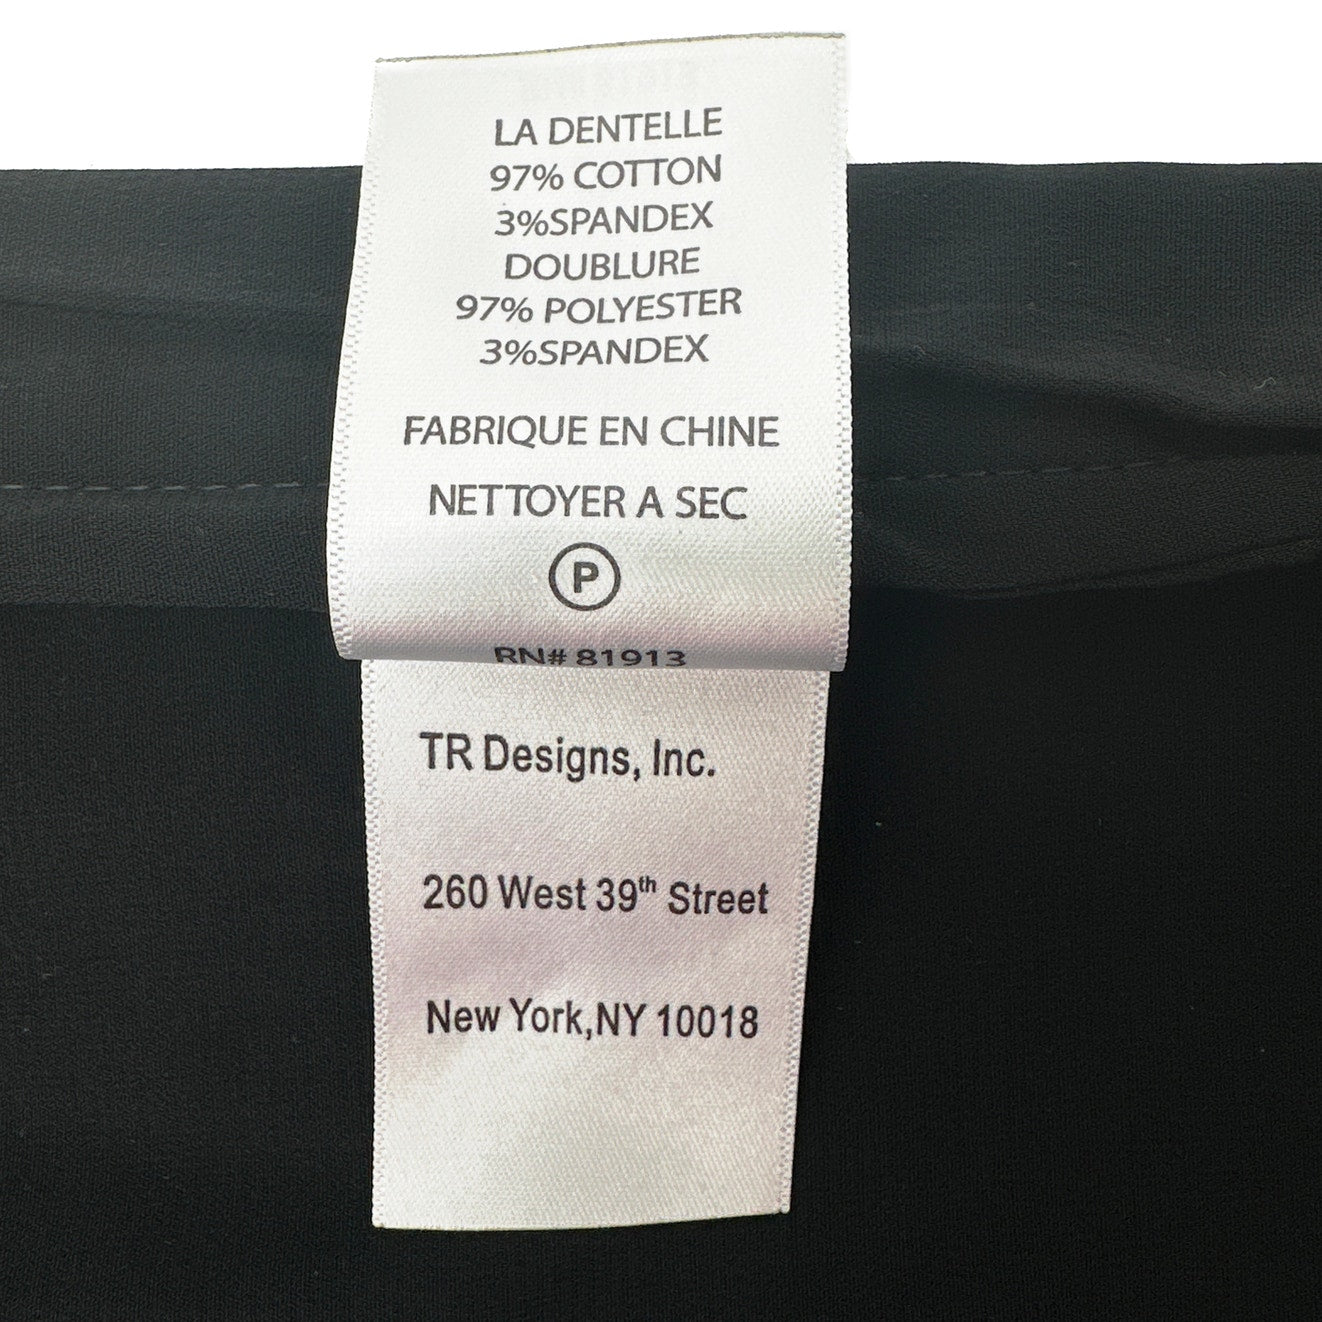 LA DENTELLE
97% COTTON
3%SPANDEX
DOUBLURE
97% POLYESTER
3%SPANDEX
FABRIQUE EN CHINE
NETTOYER A SEC
P
RN# 81913
TR Designs, Inc.
260 West 39th Street
New York,NY 10018